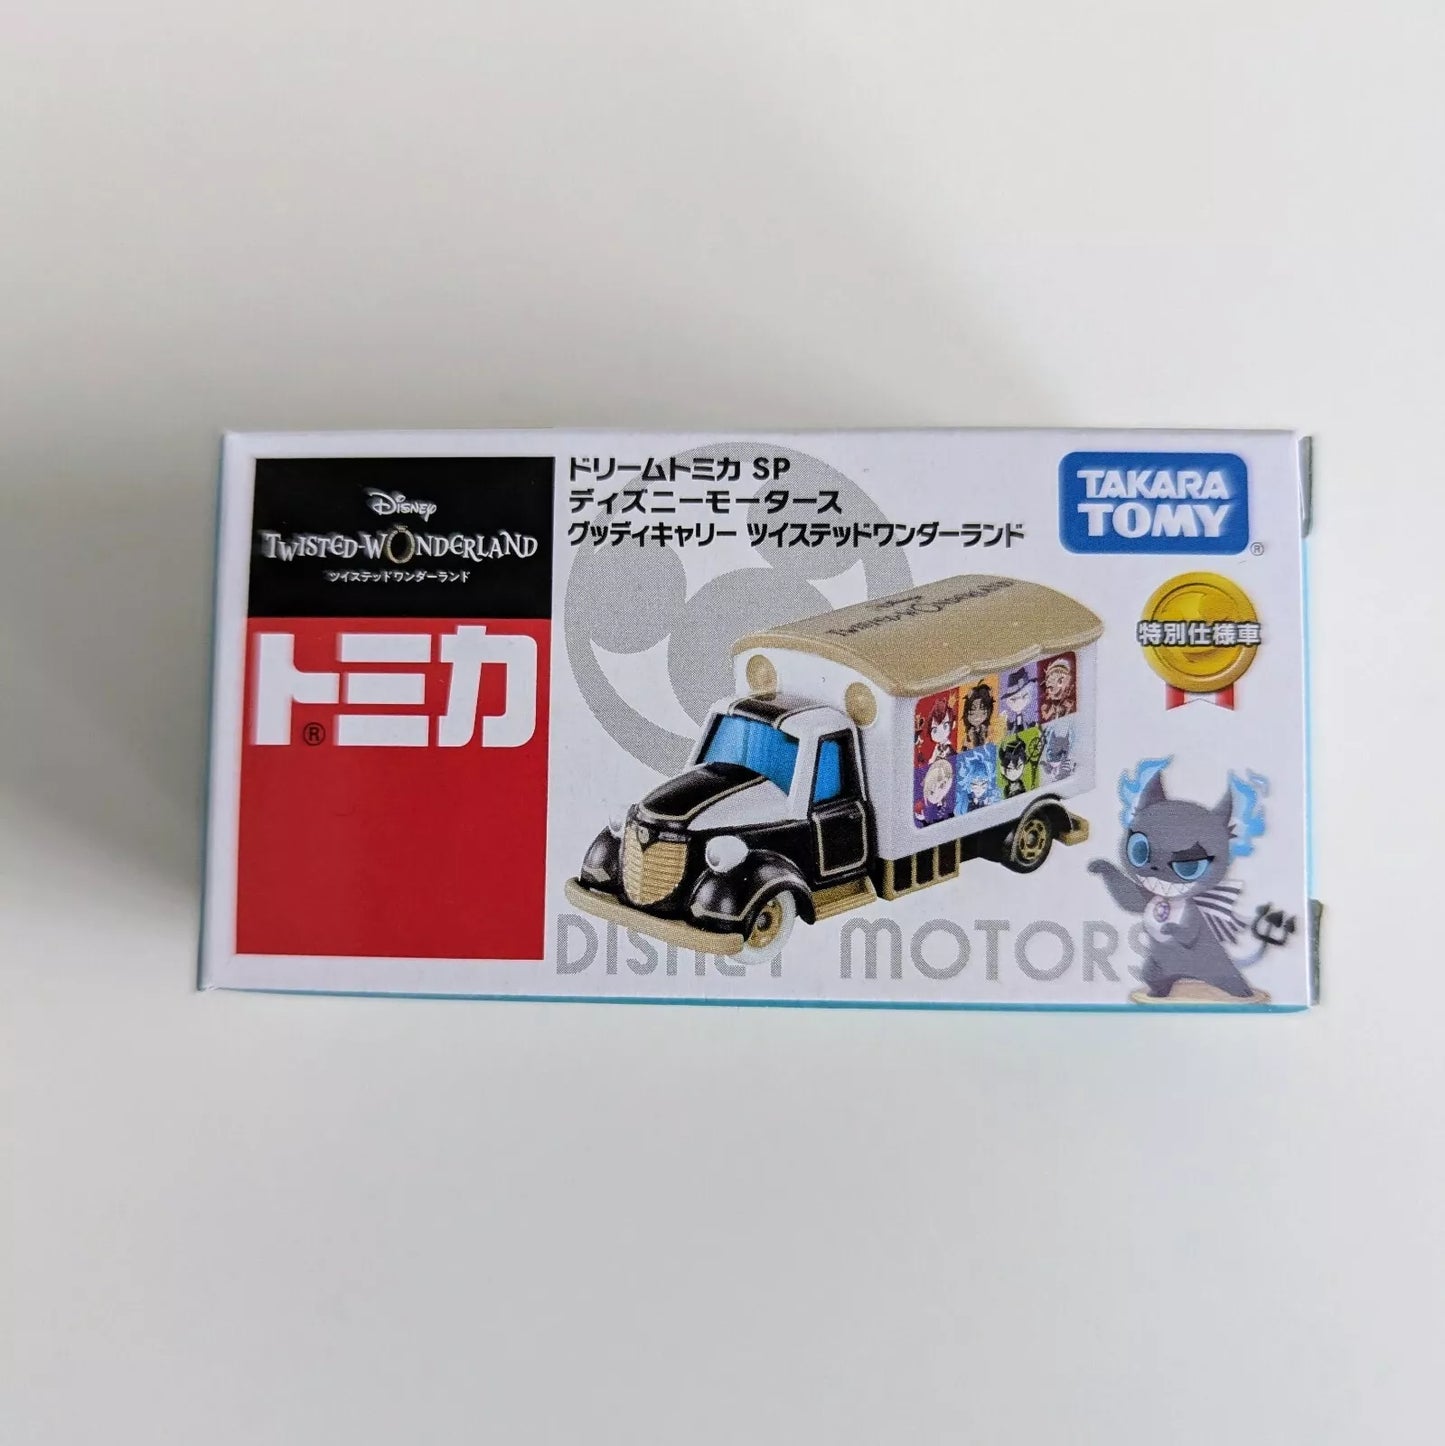 Disney
TWISTED-WONDERLAND
ツイステッドワンダーランド
トミカ
®
ドリームトミカ SP
ディズニーモータース
グッディキャリー ツイステッドワンダーランド
TAKARA
TOMY
®
特別仕様車
TWISTED-WONDERLAND
DISNEY MOTORS